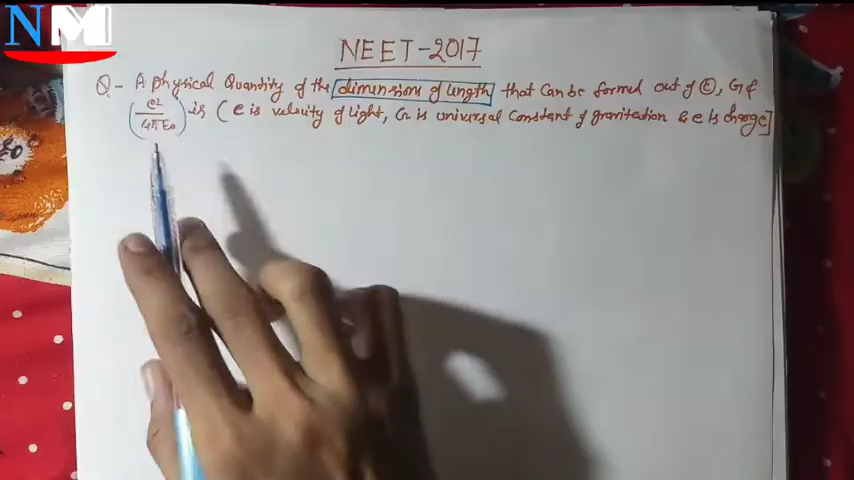 NM
NEET-2017
Q.- A physical Quantity of the dimensions of length that can be formed out of C, G &
(e²/4πε₀) is (c is velocity of light, G is universal Constant of gravitation & e is charge]